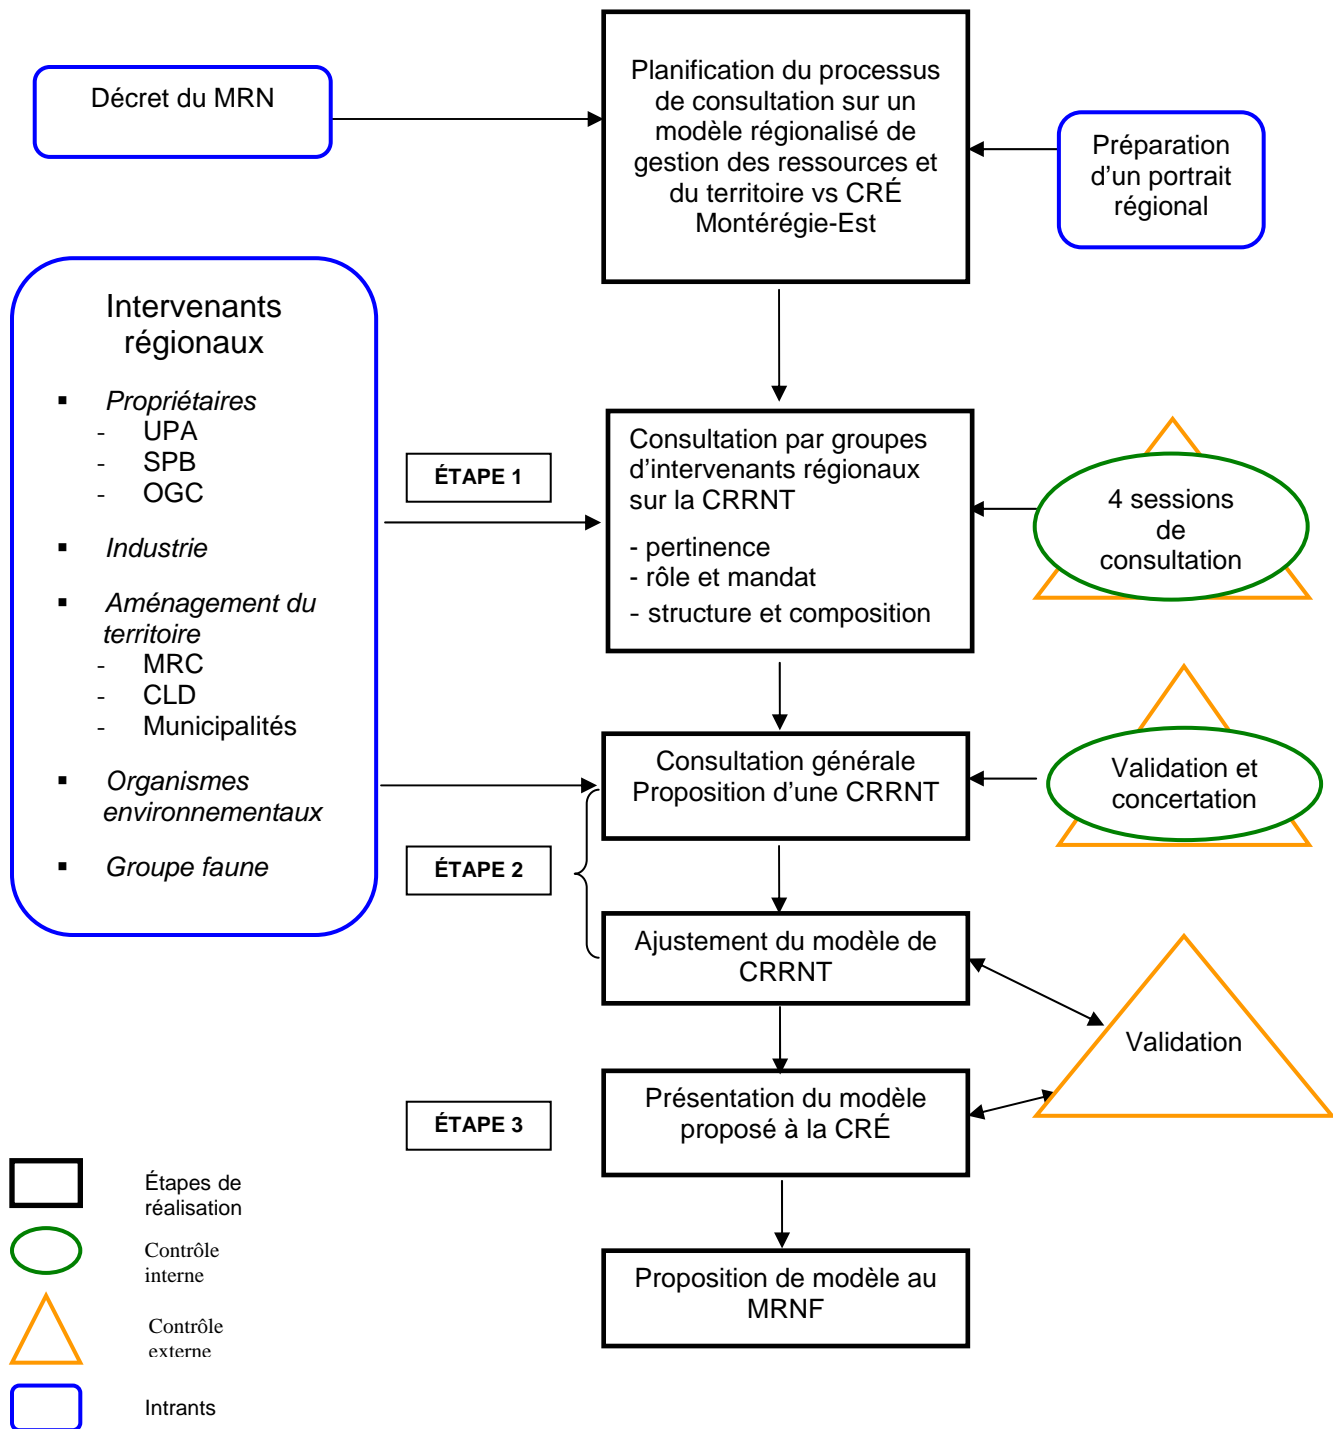 Décret du MRN
Planification du processus
de consultation sur un
modèle régionalisé de
gestion des ressources et
du territoire vs CRÉ
Montérégie-Est
Préparation
d'un portrait
régional
Intervenants
régionaux
▪ Propriétaires
- UPA
- SPB
- OGC
▪ Industrie
▪ Aménagement du
territoire
- MRC
- CLD
- Municipalités
▪ Organismes
environnementaux
▪ Groupe faune
ÉTAPE 1
Consultation par groupes
d'intervenants régionaux
sur la CRRNT
- pertinence
- rôle et mandat
- structure et composition
4 sessions
de
consultation
Consultation générale
Proposition d'une CRRNT
Validation et
concertation
ÉTAPE 2
Ajustement du modèle de
CRRNT
Validation
ÉTAPE 3
Présentation du modèle
proposé à la CRÉ
Proposition de modèle au
MRNF
Étapes de
réalisation
Contrôle
interne
Contrôle
externe
Intrants